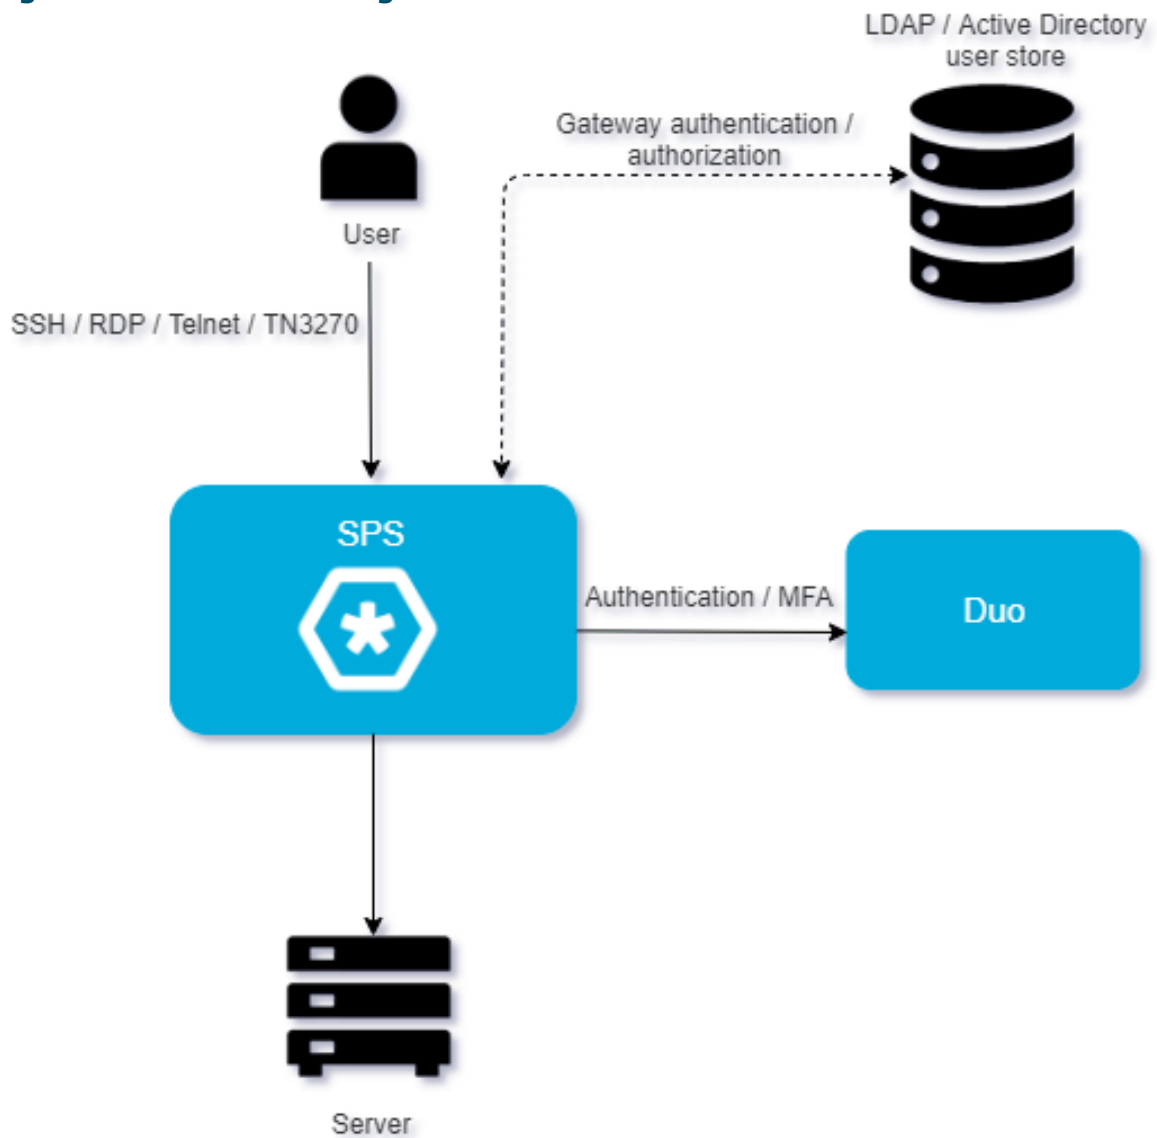 LDAP / Active Directory
user store
Gateway authentication /
authorization
User
SSH / RDP / Telnet / TN3270
SPS
Authentication / MFA
Duo
Server